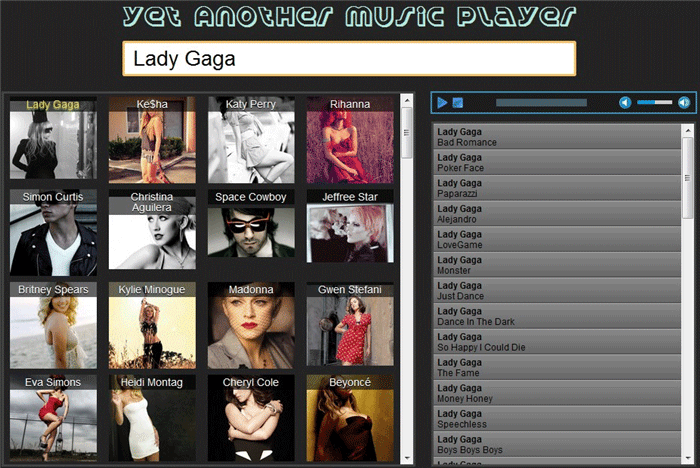 Yet Another Music Player
Lady Gaga
Lady Gaga
Ke$ha
Katy Perry
Rihanna
Simon Curtis
Christina
Aguilera
Space Cowboy
Jeffree Star
Britney Spears
Kylie Minogue
Madonna
Gwen Stefani
Eva Simons
Heidi Montag
Cheryl Cole
Beyoncé
Lady Gaga
Bad Romance
Lady Gaga
Poker Face
Lady Gaga
Paparazzi
Lady Gaga
Alejandro
Lady Gaga
LoveGame
Lady Gaga
Monster
Lady Gaga
Just Dance
Lady Gaga
Dance In The Dark
Lady Gaga
So Happy I Could Die
Lady Gaga
The Fame
Lady Gaga
Money Honey
Lady Gaga
Speechless
Lady Gaga
Boys Boys Boys
Lady Gaga